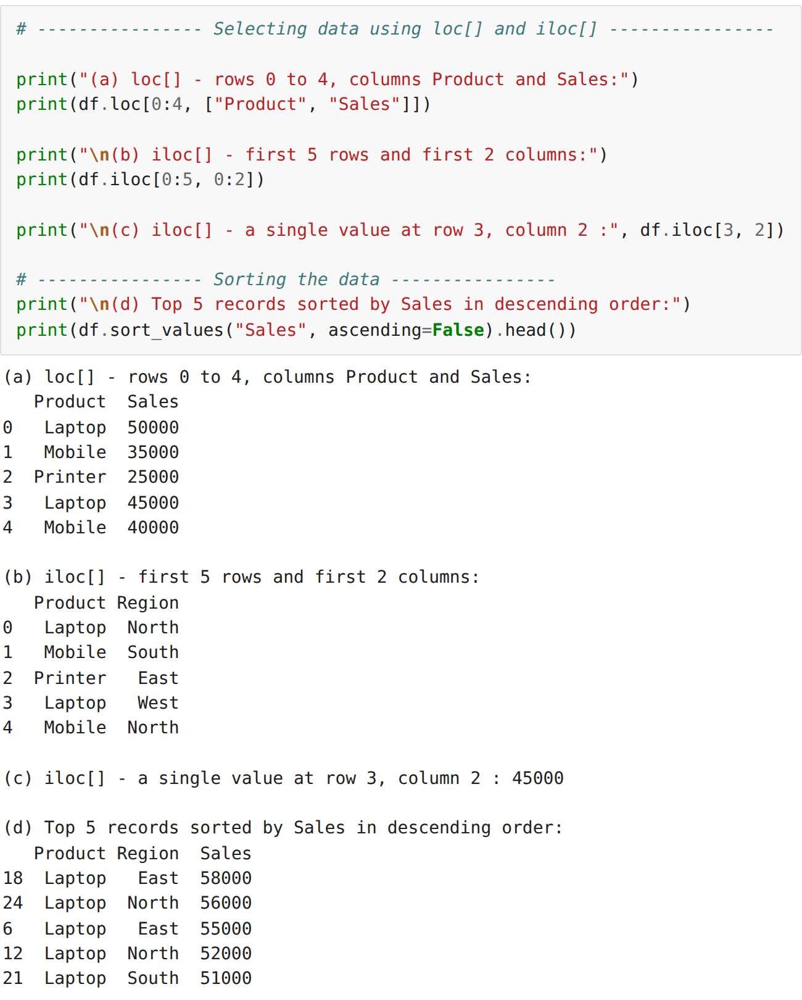 # ---------------- Selecting data using loc[] and iloc[] ----------------

print("(a) loc[] - rows 0 to 4, columns Product and Sales:")
print(df.loc[0:4, ["Product", "Sales"]])

print("\n(b) iloc[] - first 5 rows and first 2 columns:")
print(df.iloc[0:5, 0:2])

print("\n(c) iloc[] - a single value at row 3, column 2 :", df.iloc[3, 2])

# ---------------- Sorting the data ----------------
print("\n(d) Top 5 records sorted by Sales in descending order:")
print(df.sort_values("Sales", ascending=False).head())

(a) loc[] - rows 0 to 4, columns Product and Sales:
   Product  Sales
0   Laptop  50000
1   Mobile  35000
2  Printer  25000
3   Laptop  45000
4   Mobile  40000

(b) iloc[] - first 5 rows and first 2 columns:
   Product Region
0   Laptop  North
1   Mobile  South
2  Printer   East
3   Laptop   West
4   Mobile  North

(c) iloc[] - a single value at row 3, column 2 : 45000

(d) Top 5 records sorted by Sales in descending order:
   Product Region  Sales
18  Laptop   East  58000
24  Laptop  North  56000
6   Laptop   East  55000
12  Laptop  North  52000
21  Laptop  South  51000